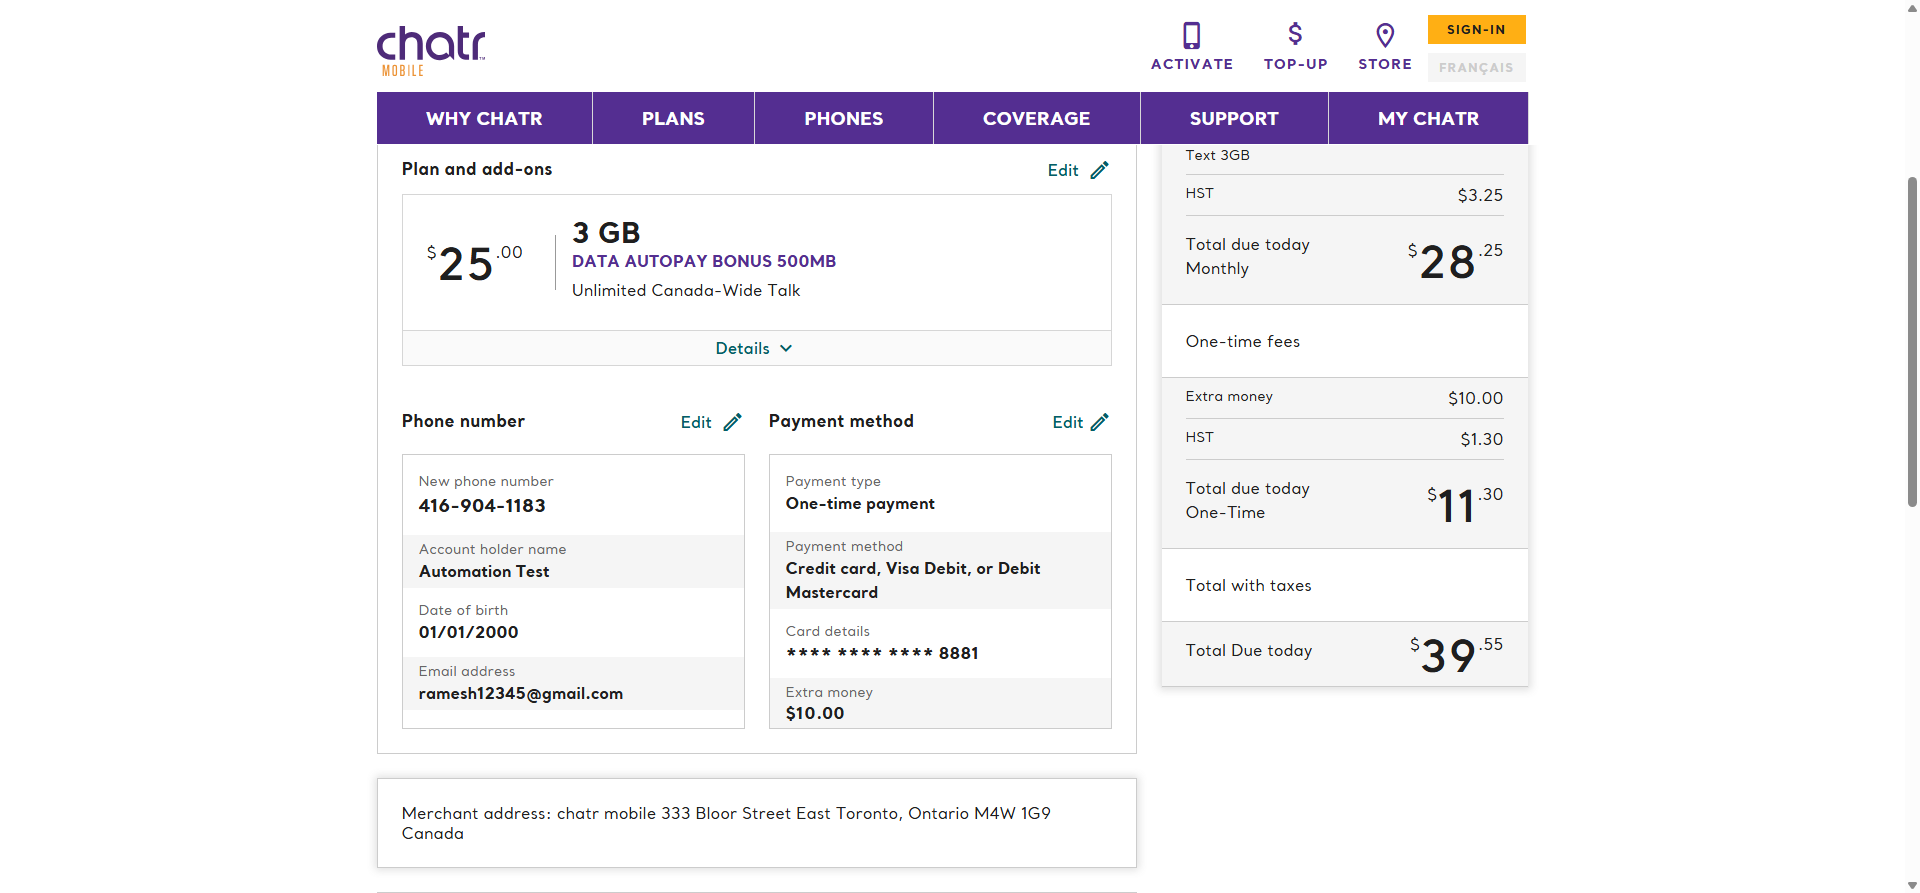 chatr
MOBILE
ACTIVATE
TOP-UP
STORE
SIGN-IN
FRANÇAIS
WHY CHATR
PLANS
PHONES
COVERAGE
SUPPORT
MY CHATR
Plan and add-ons
Edit
$25.00
3 GB
DATA AUTOPAY BONUS 500MB
Unlimited Canada-Wide Talk
Details
Phone number
Edit
New phone number
416-904-1183
Account holder name
Automation Test
Date of birth
01/01/2000
Email address
ramesh12345@gmail.com
Payment method
Edit
Payment type
One-time payment
Payment method
Credit card, Visa Debit, or Debit
Mastercard
Card details
**** **** **** 8881
Extra money
$10.00
Merchant address: chatr mobile 333 Bloor Street East Toronto, Ontario M4W 1G9
Canada
Text 3GB
HST $3.25
Total due today
Monthly
$28.25
One-time fees
Extra money $10.00
HST $1.30
Total due today
One-Time
$11.30
Total with taxes
Total Due today $39.55